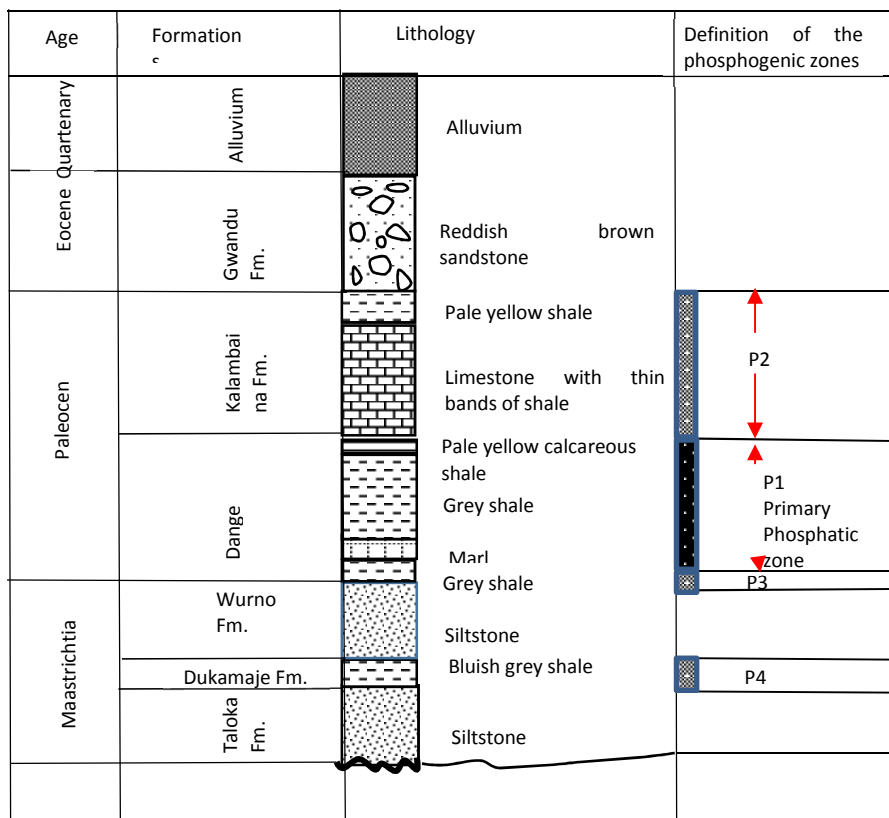 Age
Formation
s
Lithology
Definition of the
phosphogenic zones
Quartenary
Alluvium
Alluvium
Eocene
Gwandu
Fm.
Reddish brown
sandstone
Paleocen
Kalambai
na Fm.
Pale yellow shale
Limestone with thin
bands of shale
P2
Dange
Pale yellow calcareous
shale
Grey shale
Marl
Grey shale
P1
Primary
Phosphatic
zone
P3
Maastrichtia
Wurno
Fm.
Siltstone
Dukamaje Fm.
Bluish grey shale
P4
Taloka
Fm.
Siltstone